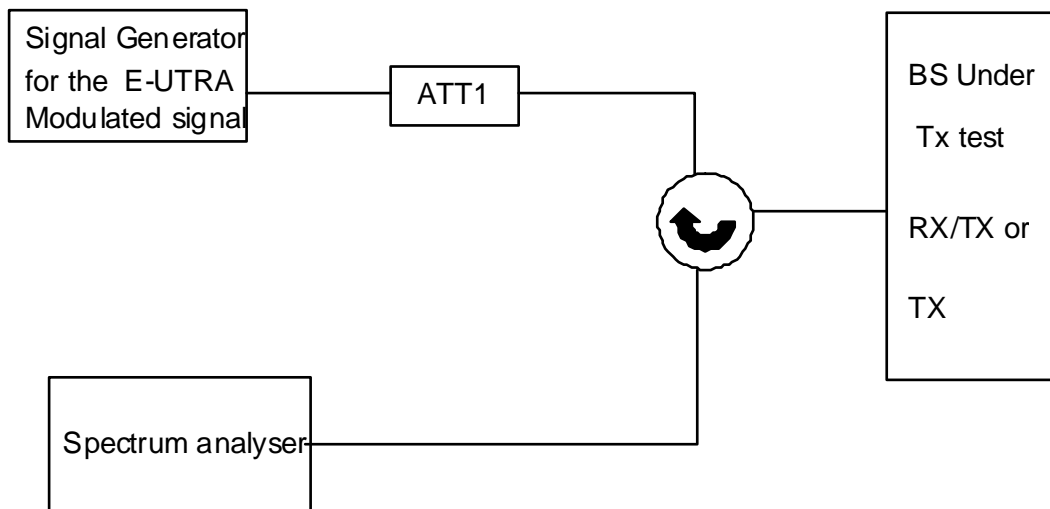 Signal Generator
for the E-UTRA
Modulated signal
ATT1
BS Under
Tx test
RX/TX or
TX
Spectrum analyser